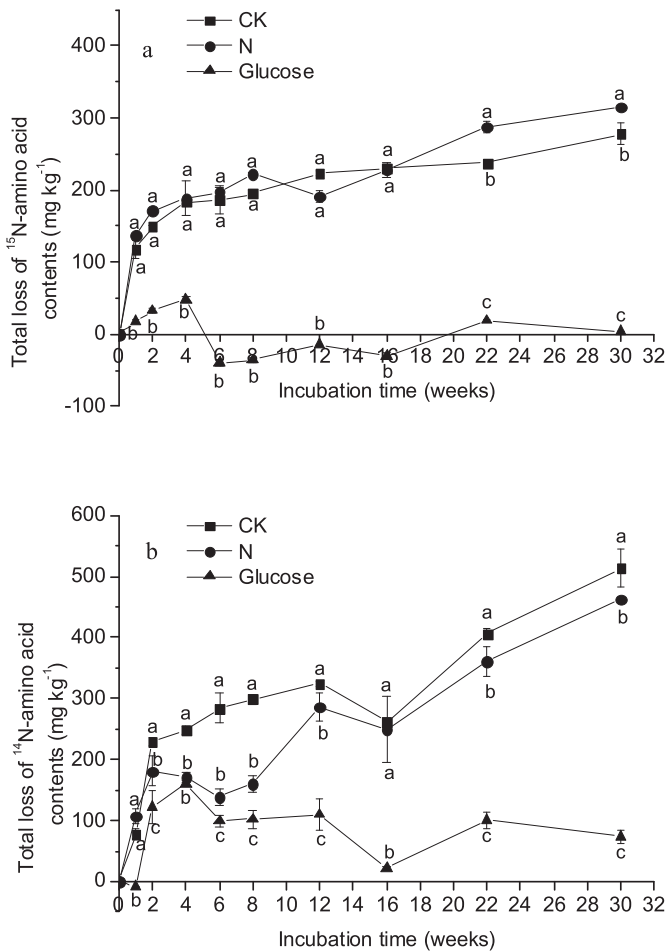 CK
N
Glucose
a
400
300
200
100
0
-100
Total loss of ¹⁵N-amino acid
contents (mg kg⁻¹)
a a a a a a a a a
a a a a a a a b b
b b b c b b b c c
0 2 4 6 8 10 12 14 16 18 20 22 24 26 28 30 32
Incubation time (weeks)
CK
N
Glucose
b
600
500
400
300
200
100
0
Total loss of ¹⁴N-amino acid
contents (mg kg⁻¹)
a a a a a a a a a
a b b b b b a b b
b c b c c c b c c
0 2 4 6 8 10 12 14 16 18 20 22 24 26 28 30 32
Incubation time (weeks)